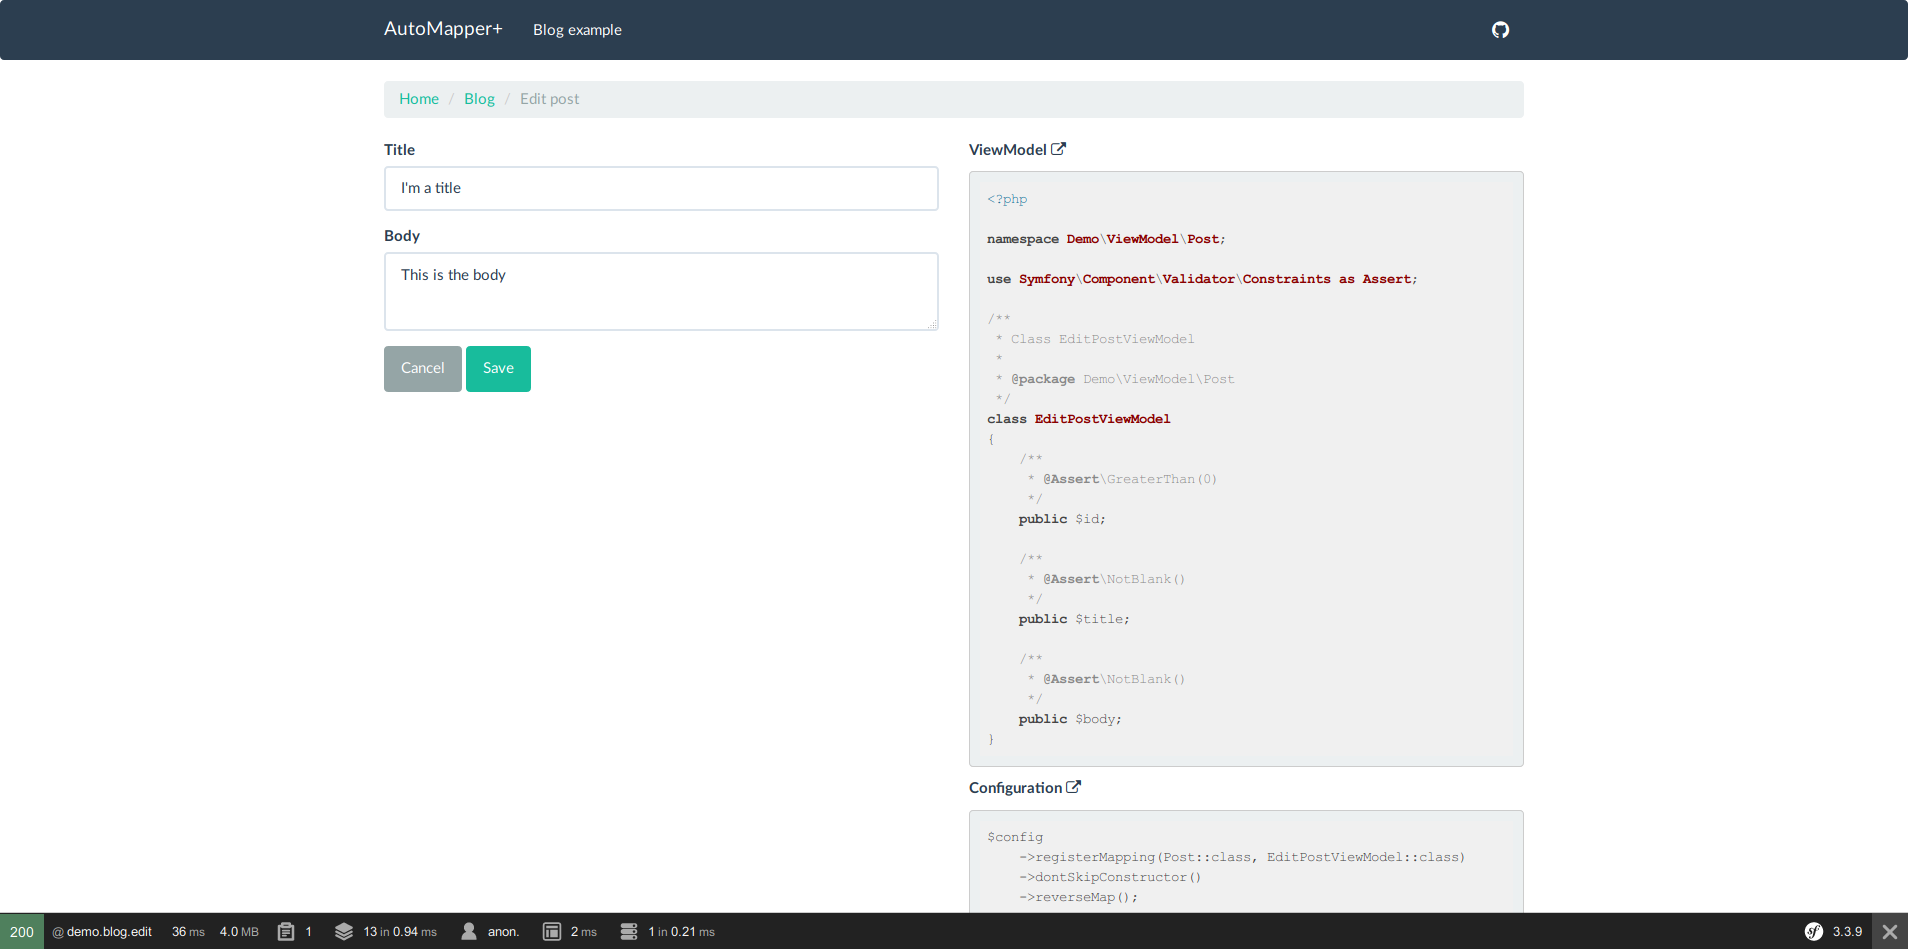 AutoMapper+ Blog example
Home / Blog / Edit post
Title
I'm a title
Body
This is the body
Cancel Save
ViewModel
<?php
namespace Demo\ViewModel\Post;
use Symfony\Component\Validator\Constraints as Assert;
/**
 * Class EditPostViewModel
 *
 * @package Demo\ViewModel\Post
 */
class EditPostViewModel
{
    /**
     * @Assert\GreaterThan(0)
     */
    public $id;
    /**
     * @Assert\NotBlank()
     */
    public $title;
    /**
     * @Assert\NotBlank()
     */
    public $body;
}
Configuration
$config
    ->registerMapping(Post::class, EditPostViewModel::class)
    ->dontSkipConstructor()
    ->reverseMap();
200 @ demo.blog.edit 36 ms 4.0 MB 1 13 in 0.94 ms anon. 2 ms 1 in 0.21 ms sf 3.3.9